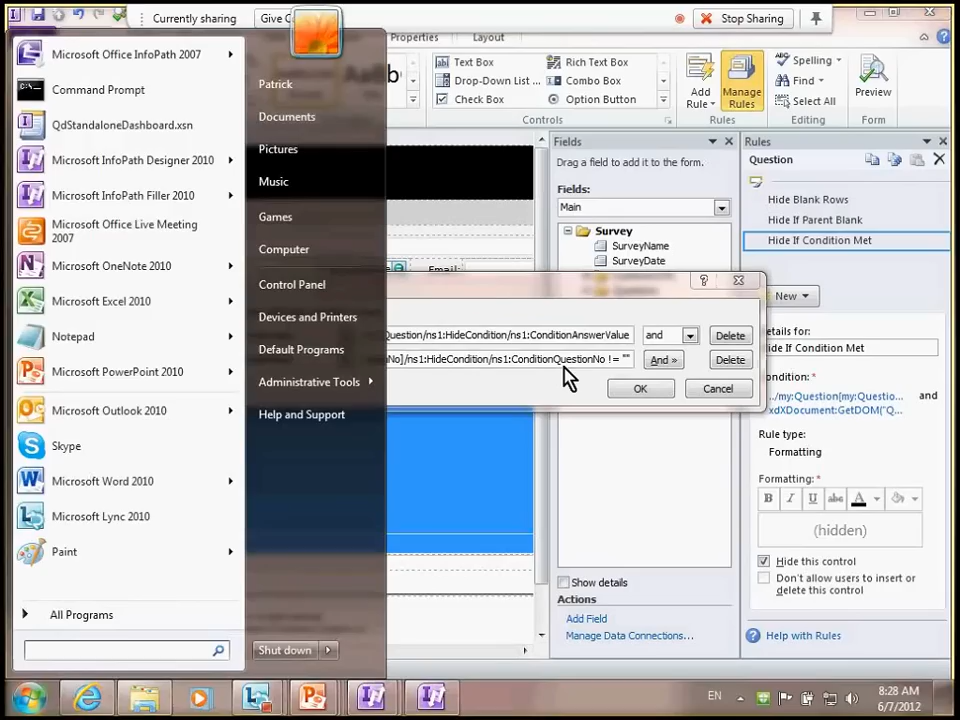 Currently sharing
Give C
Stop Sharing
Properties
Layout
Microsoft Office InfoPath 2007
Command Prompt
QdStandaloneDashboard.xsn
Microsoft InfoPath Designer 2010
Microsoft InfoPath Filler 2010
Microsoft Office Live Meeting
2007
Microsoft OneNote 2010
Microsoft Excel 2010
Notepad
Microsoft PowerPoint 2010
Microsoft Outlook 2010
Skype
Microsoft Word 2010
Microsoft Lync 2010
Paint
All Programs
Patrick
Documents
Pictures
Music
Games
Computer
Control Panel
Devices and Printers
Default Programs
Administrative Tools
Help and Support
Shut down
Text Box
Rich Text Box
Drop-Down List ...
Combo Box
Check Box
Option Button
Controls
Add
Rule
Manage
Rules
Rules
Spelling
Find
Select All
Editing
Preview
Form
Email:
Fields
Drag a field to add it to the form.
Fields:
Main
Survey
SurveyName
SurveyDate
Question/ns1:HideCondition/ns1:ConditionAnswerValue
and
Delete
No]/ns1:HideCondition/ns1:ConditionQuestionNo != ""
And »
Delete
OK
Cancel
Show details
Actions
Add Field
Manage Data Connections...
Rules
Question
Hide Blank Rows
Hide If Parent Blank
Hide If Condition Met
New
etails for:
Hide If Condition Met
ondition:
../my:Question[my:Questio...
and
xdXDocument:GetDOM("Q...
Rule type:
Formatting
Formatting:*
B I U abc A
(hidden)
Hide this control
Don't allow users to insert or
delete this control
Help with Rules
EN
8:28 AM
6/7/2012